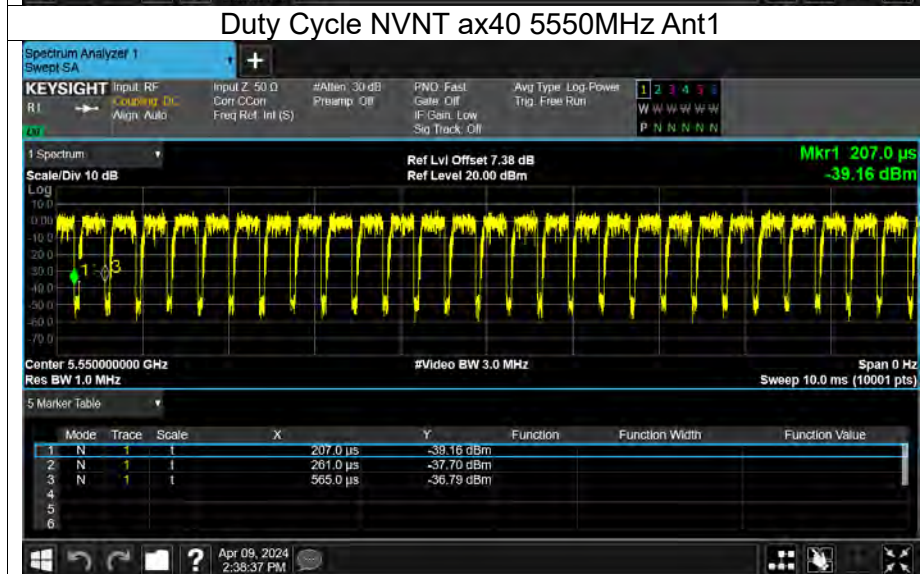 Duty Cycle NVNT ax40 5550MHz Ant1
Spectrum Analyzer 1
Swept SA
+
KEYSIGHT Input: RF Input Z: 50 Ω #Atten: 30 dB PNO: Fast Avg Type: Log-Power 1 2 3 4 5 6
Coupling: DC Corr CCorr Preamp: Off Gate: Off Trig: Free Run W W W W W W
Align: Auto Freq Ref: Int (S) IF Gain: Low
Sig Track: Off P N N N N N
1 Spectrum
Ref Lvl Offset 7.38 dB Mkr1 207.0 µs
Scale/Div 10 dB Ref Level 20.00 dBm -39.16 dBm
Log
10.0
0.00
-10.0
-20.0
-30.0
-40.0
-50.0
-60.0
-70.0
1 3
Center 5.550000000 GHz #Video BW 3.0 MHz Span 0 Hz
Res BW 1.0 MHz Sweep 10.0 ms (10001 pts)
5 Marker Table
Mode Trace Scale X Y Function Function Width Function Value
1 N 1 t 207.0 µs -39.16 dBm
2 N 1 t 261.0 µs -37.70 dBm
3 N 1 t 565.0 µs -36.79 dBm
4
5
6
? Apr 09, 2024
2:38:37 PM